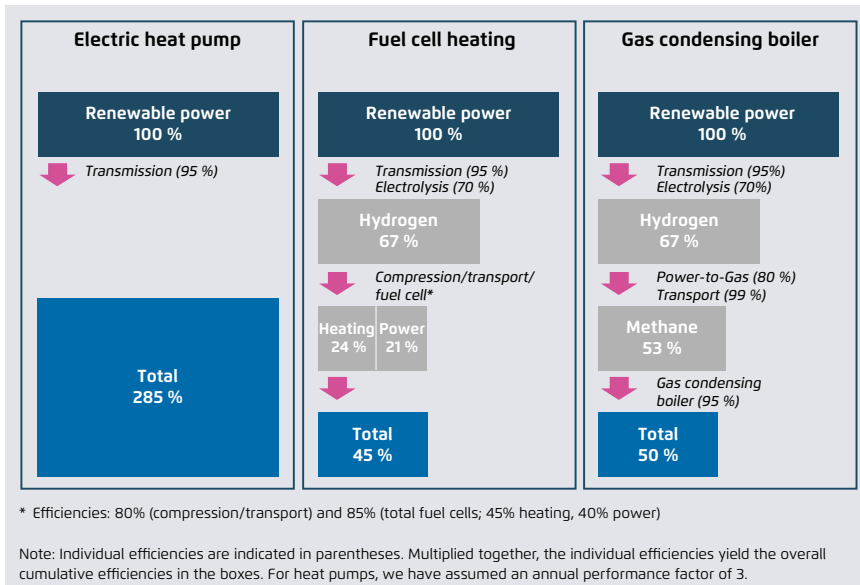 Electric heat pump
Renewable power
100 %
Transmission (95 %)
Total
285 %
Fuel cell heating
Renewable power
100 %
Transmission (95 %)
Electrolysis (70 %)
Hydrogen
67 %
Compression/transport/
fuel cell*
Heating
24 %
Power
21 %
Total
45 %
Gas condensing boiler
Renewable power
100 %
Transmission (95%)
Electrolysis (70%)
Hydrogen
67 %
Power-to-Gas (80 %)
Transport (99 %)
Methane
53 %
Gas condensing
boiler (95 %)
Total
50 %
* Efficiencies: 80% (compression/transport) and 85% (total fuel cells; 45% heating, 40% power)
Note: Individual efficiencies are indicated in parentheses. Multiplied together, the individual efficiencies yield the overall
cumulative efficiencies in the boxes. For heat pumps, we have assumed an annual performance factor of 3.